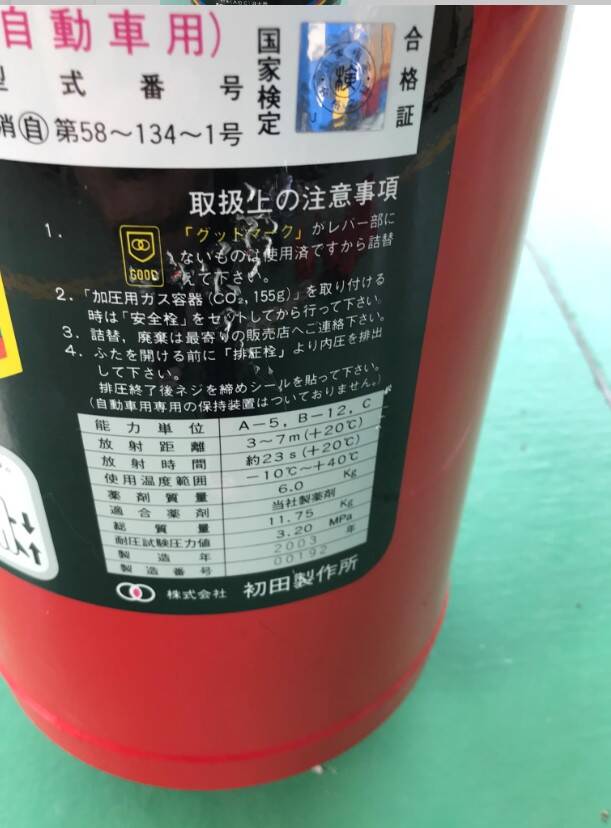 自動車用)
型式番号
消自第58〜134〜1号
国家検定
検
合格証
取扱上の注意事項
1. GOOD 「グッドマーク」がレバー部に
ないものは使用済ですから詰替
えて下さい。
2. 「加圧用ガス容器(CO₂, 155g)」を取り付ける
時は「安全栓」をセットしてから行って下さい。
3. 詰替, 廃棄は最寄りの販売店へご連絡下さい。
4. ふたを開ける前に「排圧栓」より内圧を排出
して下さい。
排圧終了後ネジを締めシールを貼って下さい。
(自動車用専用の保持装置はついておりません。)
能力単位 A-5, B-12, C
放射距離 3〜7m(+20℃)
放射時間 約23s(+20℃)
使用温度範囲 -10℃〜+40℃
薬剤質量 6.0 Kg
適合薬剤 当社製薬剤
総質量 11.75 Kg
耐圧試験圧力値 3.20 MPa
製造年 2003 年
製造番号 00192
株式会社 初田製作所